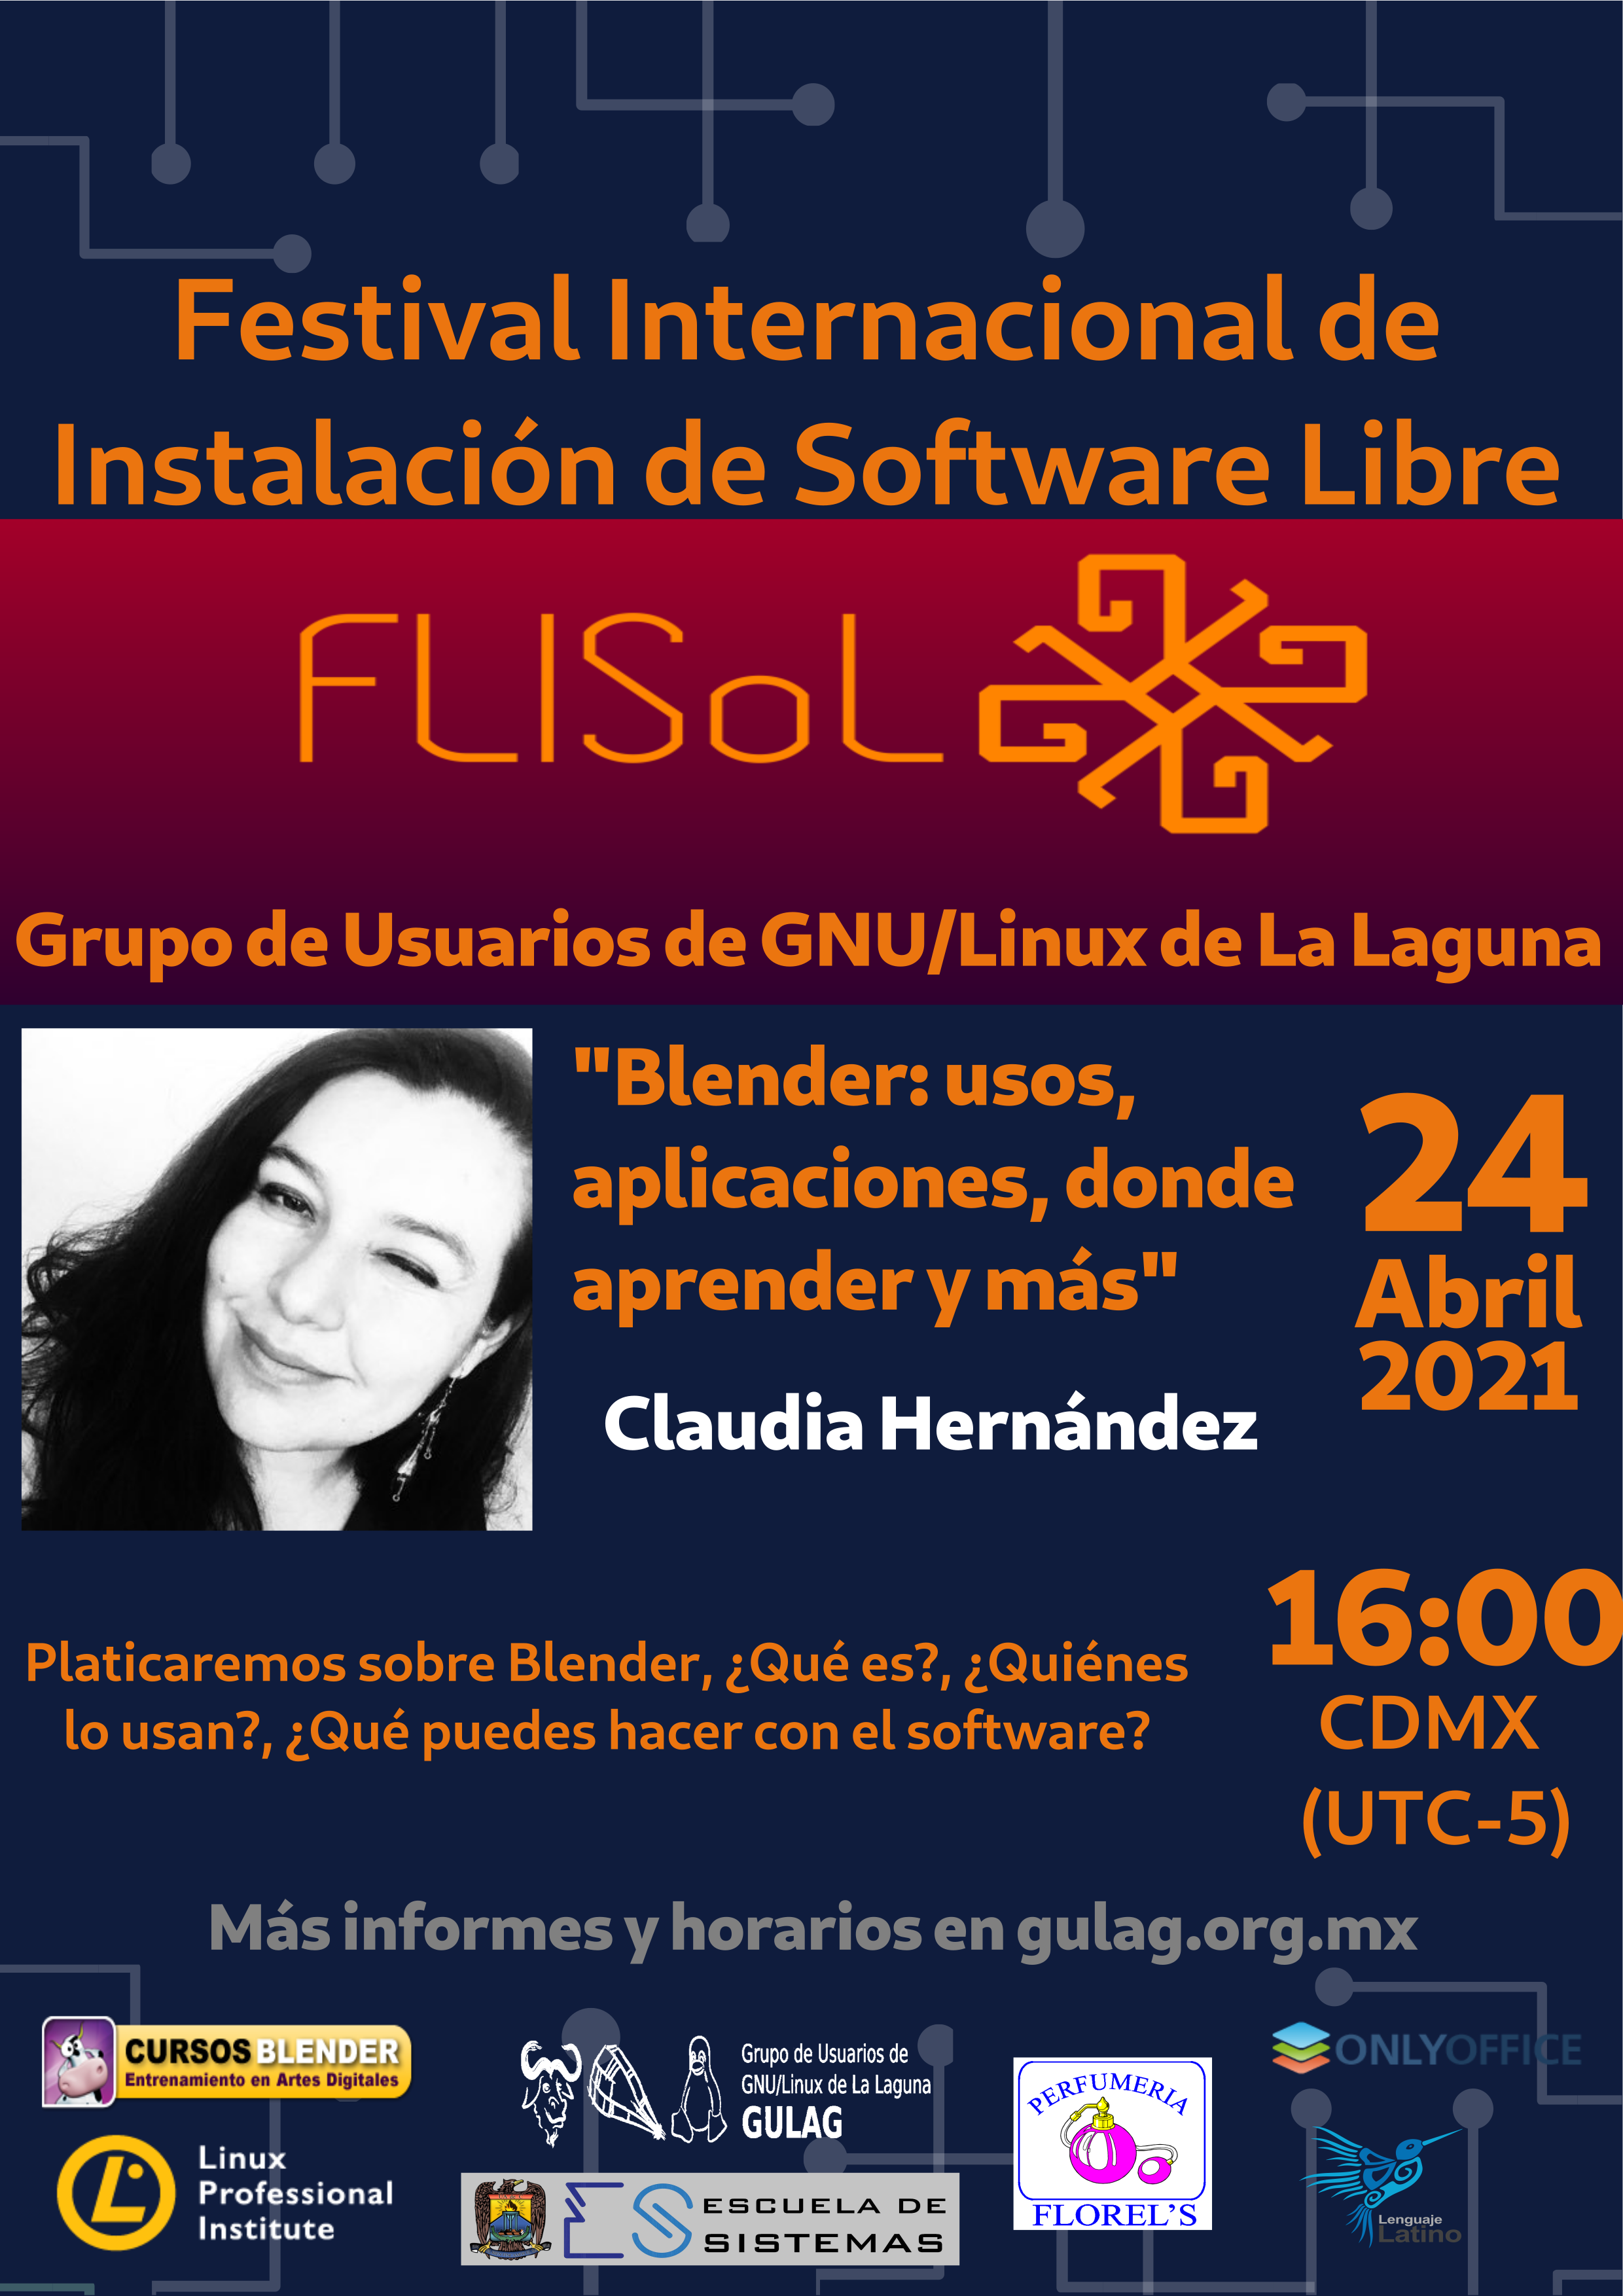 Festival Internacional de
Instalación de Software Libre
FLISoL
Grupo de Usuarios de GNU/Linux de La Laguna
"Blender: usos,
aplicaciones, donde
aprender y más"
Claudia Hernández
24
Abril
2021
Platicaremos sobre Blender, ¿Qué es?, ¿Quiénes
lo usan?, ¿Qué puedes hacer con el software?
16:00
CDMX
(UTC-5)
Más informes y horarios en gulag.org.mx
CURSOS BLENDER
Entrenamiento en Artes Digitales
Grupo de Usuarios de
GNU/Linux de La Laguna
GULAG
PERFUMERIA
FLOREL'S
ONLYOFFICE
Linux
Professional
Institute
ES
ESCUELA DE
SISTEMAS
Lenguaje
Latino